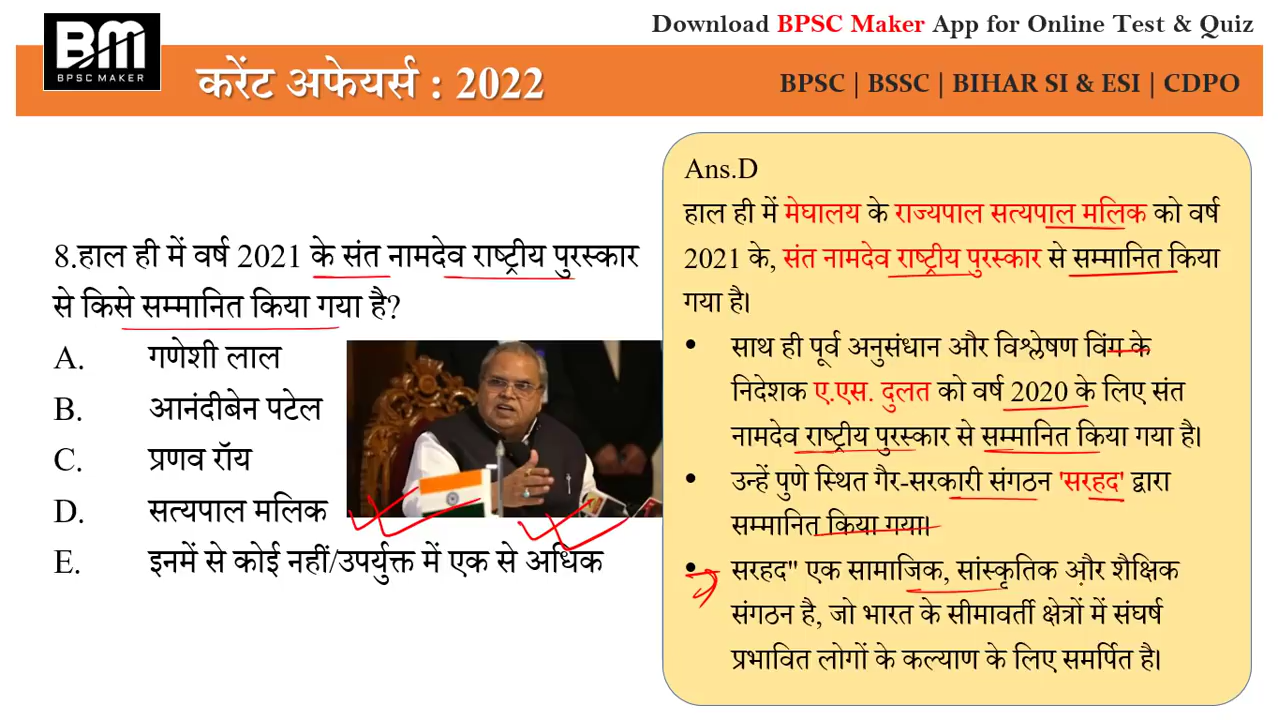 Download BPSC Maker App for Online Test & Quiz
BM
BPSC MAKER
करेंट अफेयर्स : 2022
BPSC | BSSC | BIHAR SI & ESI | CDPO
8.हाल ही में वर्ष 2021 के संत नामदेव राष्ट्रीय पुरस्कार
से किसे सम्मानित किया गया है?
A. गणेशी लाल
B. आनंदीबेन पटेल
C. प्रणव रॉय
D. सत्यपाल मलिक
E. इनमें से कोई नहीं/उपर्युक्त में एक से अधिक
Ans.D
हाल ही में मेघालय के राज्यपाल सत्यपाल मलिक को वर्ष
2021 के, संत नामदेव राष्ट्रीय पुरस्कार से सम्मानित किया
गया है।
• साथ ही पूर्व अनुसंधान और विश्लेषण विंग के
निदेशक ए.एस. दुलत को वर्ष 2020 के लिए संत
नामदेव राष्ट्रीय पुरस्कार से सम्मानित किया गया है।
• उन्हें पुणे स्थित गैर-सरकारी संगठन 'सरहद' द्वारा
सम्मानित किया गया।
• सरहद" एक सामाजिक, सांस्कृतिक और शैक्षिक
संगठन है, जो भारत के सीमावर्ती क्षेत्रों में संघर्ष
प्रभावित लोगों के कल्याण के लिए समर्पित है।